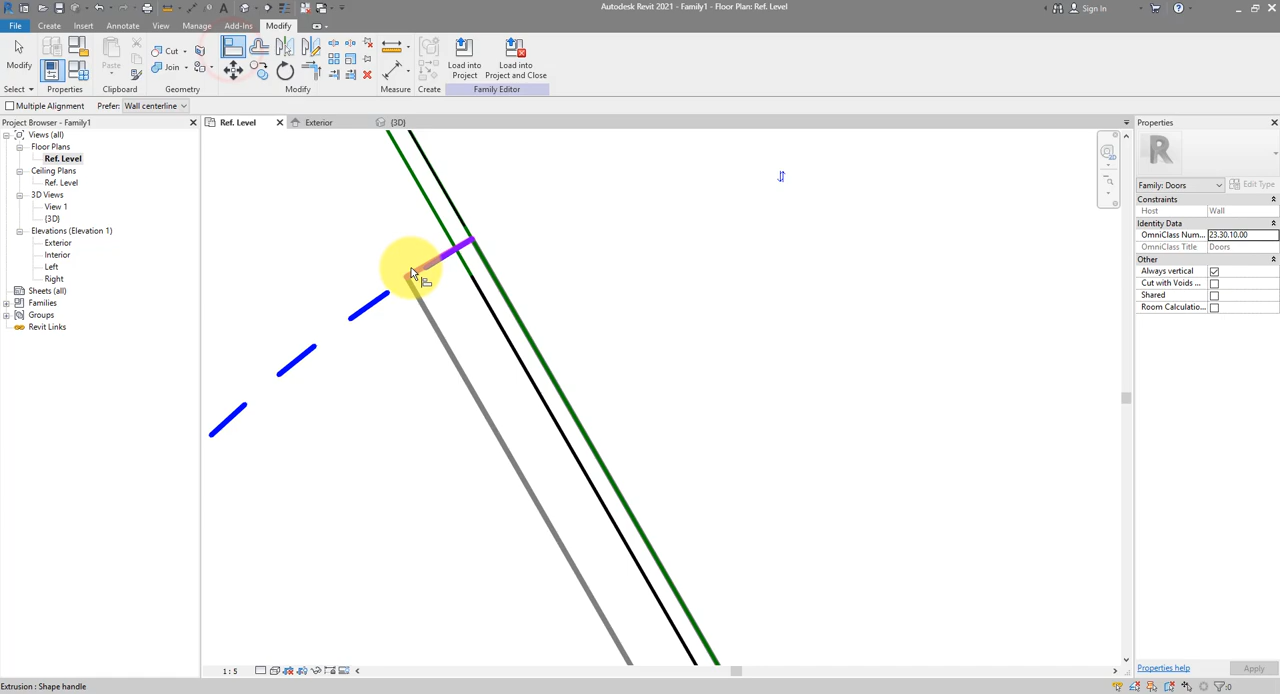 Autodesk Revit 2021 - Family1 - Floor Plan: Ref. Level
Sign In
File Create Insert Annotate View Manage Add-Ins Modify
Modify
Paste
Cut
Join
Load into
Project
Load into
Project and Close
Select Properties Clipboard Geometry Modify Measure Create Family Editor
Multiple Alignment Prefer: Wall centerline
Project Browser - Family1
Ref. Level
Exterior
{3D}
Properties
Views (all)
Floor Plans
Ref. Level
Ceiling Plans
Ref. Level
3D Views
View 1
{3D}
Elevations (Elevation 1)
Exterior
Interior
Left
Right
Sheets (all)
Families
Groups
Revit Links
R
Family: Doors
Edit Type
Constraints
Host Wall
Identity Data
OmniClass Num... 23.30.10.00
OmniClass Title Doors
Other
Always vertical
Cut with Voids ...
Shared
Room Calculatio...
1 : 5
Properties help
Apply
Extrusion : Shape handle
:0